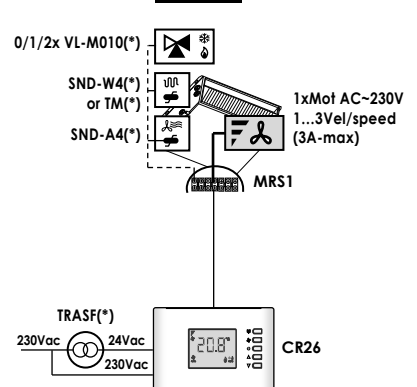 0/1/2x VL-M010(*)
SND-W4(*)
or TM(*)
SND-A4(*)
1xMot AC~230V
1...3Vel/speed
(3A-max)
MRS1
TRASF(*)
230Vac
24Vac
230Vac
20.8°
CR26